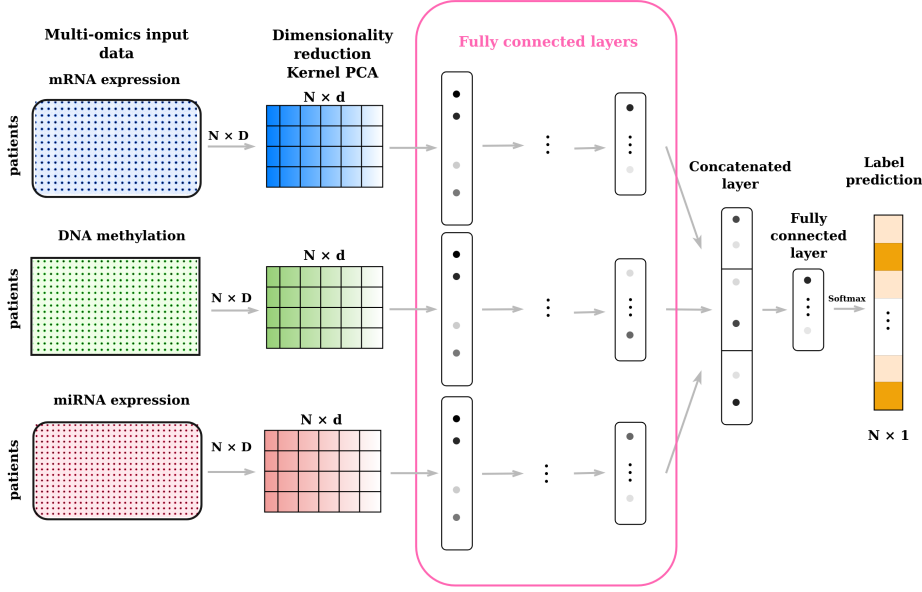 Multi-omics input
data
mRNA expression
patients
N × D
Dimensionality
reduction
Kernel PCA
N × d
Fully connected layers
DNA methylation
patients
N × D
N × d
miRNA expression
patients
N × D
N × d
Concatenated
layer
Fully
connected
layer
Softmax
Label
prediction
N × 1